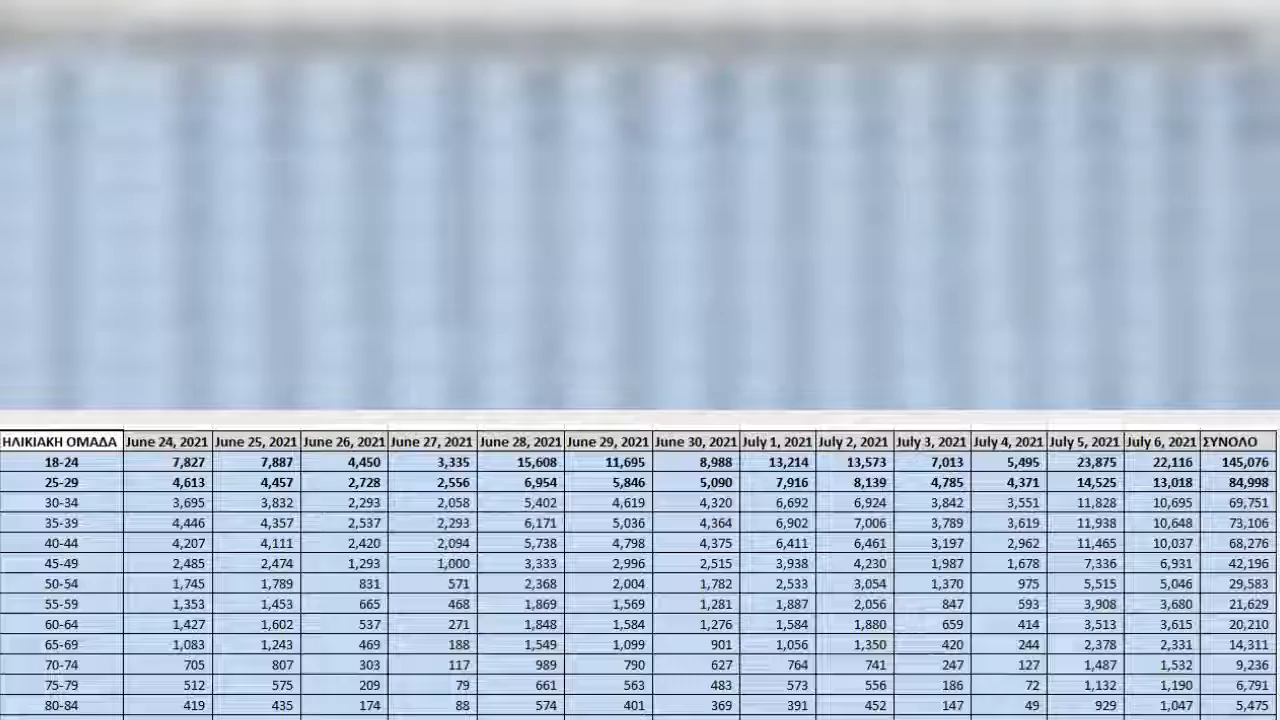 ΗΛΙΚΙΑΚΗ ΟΜΑΔΑ June 24, 2021 June 25, 2021 June 26, 2021 June 27, 2021 June 28, 2021 June 29, 2021 June 30, 2021 July 1, 2021 July 2, 2021 July 3, 2021 July 4, 2021 July 5, 2021 July 6, 2021 ΣΥΝΟΛΟ
18-24 7,827 7,887 4,450 3,335 15,608 11,695 8,988 13,214 13,573 7,013 5,495 23,875 22,116 145,076
25-29 4,613 4,457 2,728 2,556 6,954 5,846 5,090 7,916 8,139 4,785 4,371 14,525 13,018 84,998
30-34 3,695 3,832 2,293 2,058 5,402 4,619 4,320 6,692 6,924 3,842 3,551 11,828 10,695 69,751
35-39 4,446 4,357 2,537 2,293 6,171 5,036 4,364 6,902 7,006 3,789 3,619 11,938 10,648 73,106
40-44 4,207 4,111 2,420 2,094 5,738 4,798 4,375 6,411 6,461 3,197 2,962 11,465 10,037 68,276
45-49 2,485 2,474 1,293 1,000 3,333 2,996 2,515 3,938 4,230 1,987 1,678 7,336 6,931 42,196
50-54 1,745 1,789 831 571 2,368 2,004 1,782 2,533 3,054 1,370 975 5,515 5,046 29,583
55-59 1,353 1,453 665 468 1,869 1,569 1,281 1,887 2,056 847 593 3,908 3,680 21,629
60-64 1,427 1,602 537 271 1,848 1,584 1,276 1,584 1,880 659 414 3,513 3,615 20,210
65-69 1,083 1,243 469 188 1,549 1,099 901 1,056 1,350 420 244 2,378 2,331 14,311
70-74 705 807 303 117 989 790 627 764 741 247 127 1,487 1,532 9,236
75-79 512 575 209 79 661 563 483 573 556 186 72 1,132 1,190 6,791
80-84 419 435 174 88 574 401 369 391 452 147 49 929 1,047 5,475